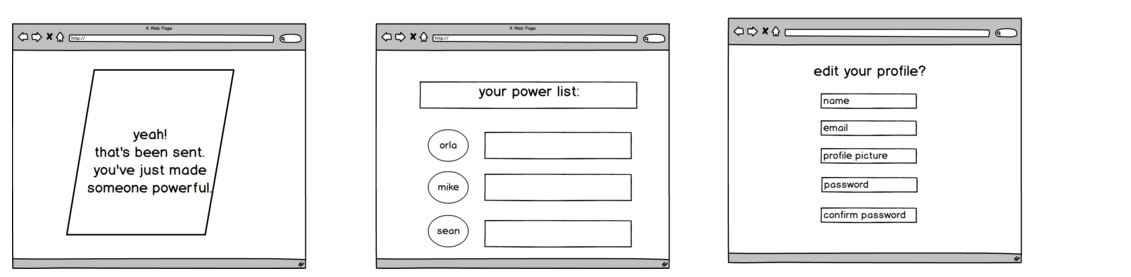 A Web Page
http://
yeah!
that's been sent.
you've just made
someone powerful.
A Web Page
http://
your power list:
orla
mike
sean
edit your profile?
name
email
profile picture
password
confirm password